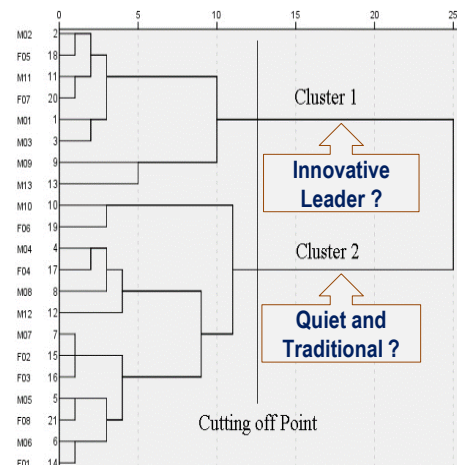 0 5 10 15 20 25
M02 2
F05 18
M11 11
F07 20
M01 1
M03 3
M09 9
M13 13
M10 10
F06 19
M04 4
F04 17
M08 8
M12 12
M07 7
F02 15
F03 16
M05 5
F08 21
M06 6
F01 14
Cluster 1
Innovative
Leader ?
Cluster 2
Quiet and
Traditional ?
Cutting off Point